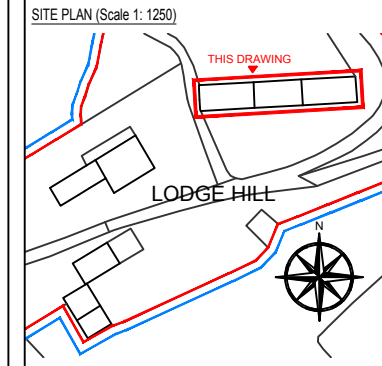 SITE PLAN (Scale 1: 1250)
THIS DRAWING
LODGE HILL
N